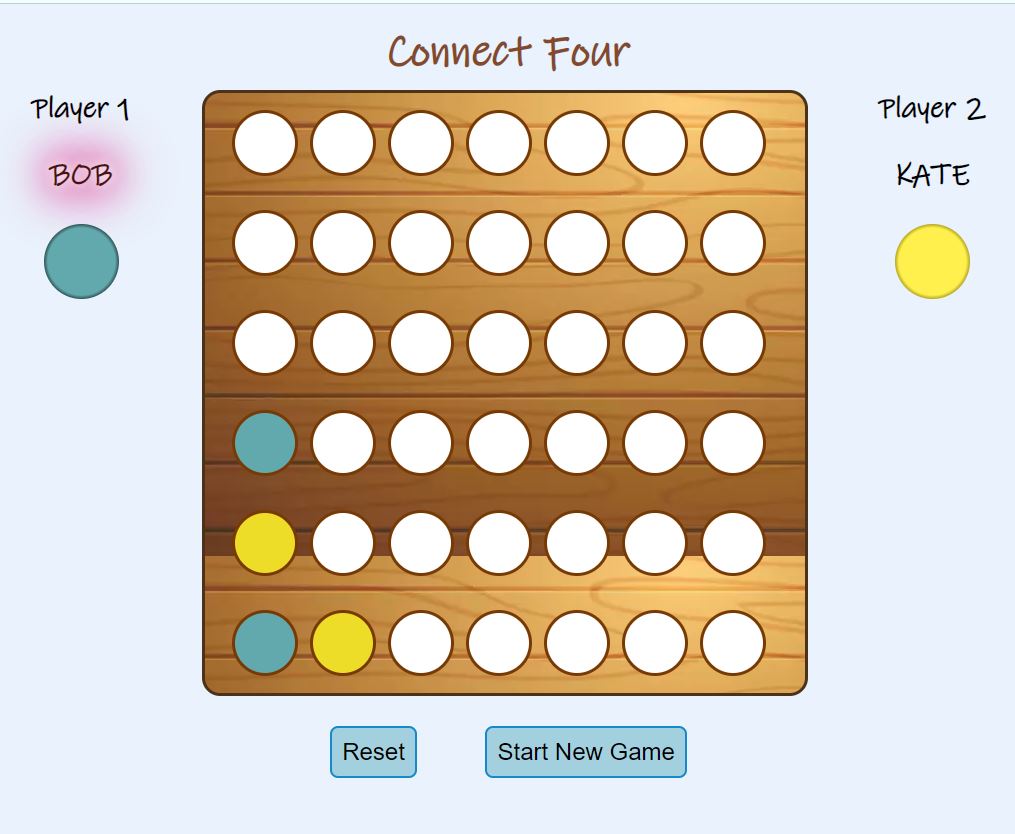 Connect Four
Player 1
BOB
Player 2
KATE
Reset
Start New Game